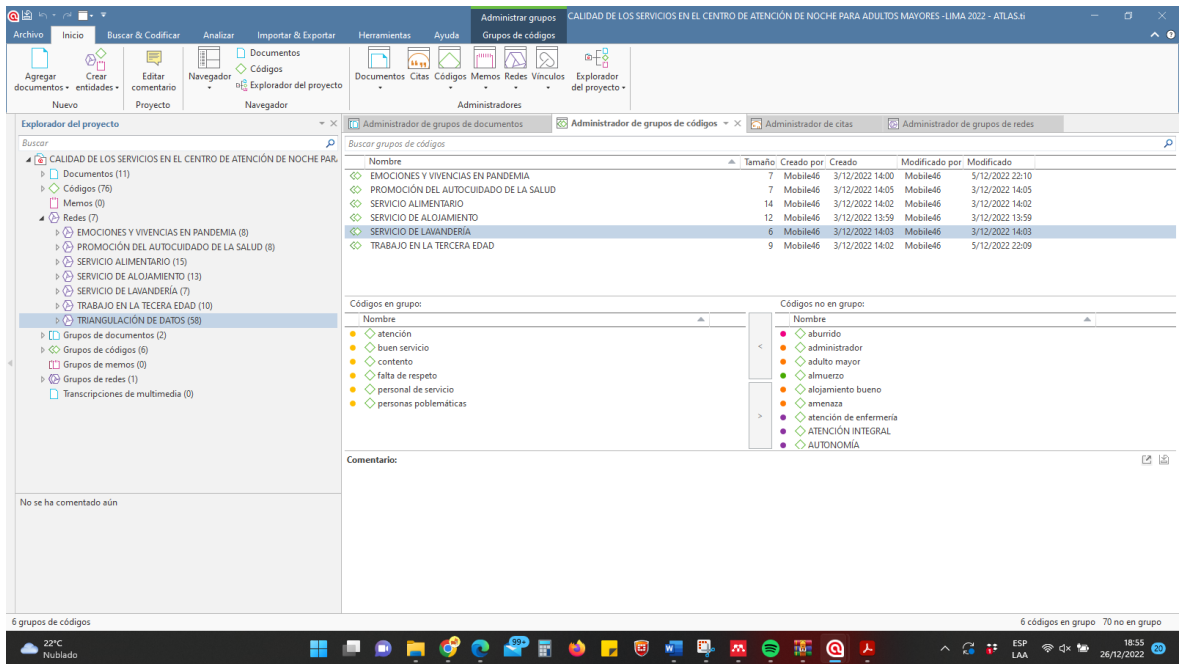 Administrar grupos
CALIDAD DE LOS SERVICIOS EN EL CENTRO DE ATENCIÓN DE NOCHE PARA ADULTOS MAYORES -LIMA 2022 - ATLAS.ti
Archivo Inicio Buscar & Codificar Analizar Importar & Exportar Herramientas Ayuda Grupos de códigos
Agregar documentos Crear entidades Editar comentario Navegador
Documentos
Códigos
Explorador del proyecto
Documentos Citas Códigos Memos Redes Vínculos Explorador del proyecto
Nuevo Proyecto Navegador Administradores
Explorador del proyecto
Buscar
CALIDAD DE LOS SERVICIOS EN EL CENTRO DE ATENCIÓN DE NOCHE PAR
Documentos (11)
Códigos (76)
Memos (0)
Redes (7)
EMOCIONES Y VIVENCIAS EN PANDEMIA (8)
PROMOCIÓN DEL AUTOCUIDADO DE LA SALUD (8)
SERVICIO ALIMENTARIO (15)
SERVICIO DE ALOJAMIENTO (13)
SERVICIO DE LAVANDERÍA (7)
TRABAJO EN LA TECERA EDAD (10)
TRIANGULACIÓN DE DATOS (58)
Grupos de documentos (2)
Grupos de códigos (6)
Grupos de memos (0)
Grupos de redes (1)
Transcripciones de multimedia (0)
No se ha comentado aún
Administrador de grupos de documentos Administrador de grupos de códigos Administrador de citas Administrador de grupos de redes
Buscar grupos de códigos
Nombre Tamaño Creado por Creado Modificado por Modificado
EMOCIONES Y VIVENCIAS EN PANDEMIA 7 Mobile46 3/12/2022 14:00 Mobile46 5/12/2022 22:10
PROMOCIÓN DEL AUTOCUIDADO DE LA SALUD 7 Mobile46 3/12/2022 14:05 Mobile46 3/12/2022 14:05
SERVICIO ALIMENTARIO 14 Mobile46 3/12/2022 14:02 Mobile46 3/12/2022 14:02
SERVICIO DE ALOJAMIENTO 12 Mobile46 3/12/2022 13:59 Mobile46 3/12/2022 13:59
SERVICIO DE LAVANDERÍA 6 Mobile46 3/12/2022 14:03 Mobile46 3/12/2022 14:03
TRABAJO EN LA TERCERA EDAD 9 Mobile46 3/12/2022 14:02 Mobile46 5/12/2022 22:09
Códigos en grupo:
Nombre
atención
buen servicio
contento
falta de respeto
personal de servicio
personas poblemáticas
<
>
Códigos no en grupo:
Nombre
aburrido
administrador
adulto mayor
almuerzo
alojamiento bueno
amenaza
atención de enfermería
ATENCIÓN INTEGRAL
AUTONOMÍA
Comentario:
6 grupos de códigos
6 códigos en grupo 70 no en grupo
22°C
Nublado
99+
ESP
LAA
18:55
26/12/2022
20